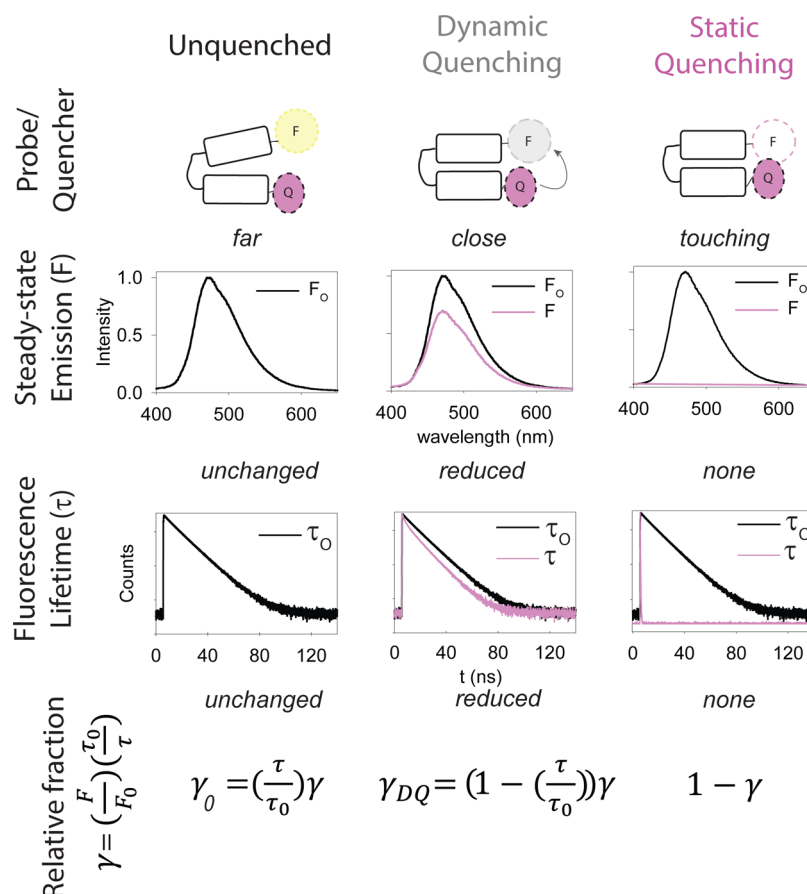 Unquenched
Dynamic
Quenching
Static
Quenching
Probe/
Quencher
F
Q
F
Q
F
Q
far
close
touching
Steady-state
Emission (F)
Intensity
1.0
0.5
0.0
F₀
F₀
F
F₀
F
400 500 600
400 500 600
400 500 600
wavelength (nm)
unchanged
reduced
none
Fluorescence
Lifetime (τ)
Counts
τ₀
τ₀
τ
τ₀
τ
0 40 80 120
0 40 80 120
0 40 80 120
t (ns)
unchanged
reduced
none
Relative fraction
γ = (F/F₀)(τ₀/τ)
γ₀ = (τ/τ₀)γ
γ_DQ = (1 − (τ/τ₀))γ
1 − γ